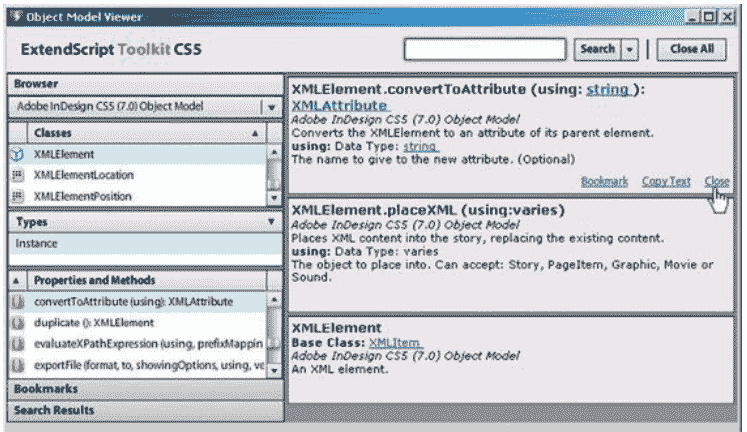 Object Model Viewer
ExtendScript Toolkit CS5
Search
Close All
Browser
Adobe InDesign CS5 (7.0) Object Model
Classes
XMLElement
XMLElementLocation
XMLElementPosition
Types
Instance
Properties and Methods
convertToAttribute (using): XMLAttribute
duplicate (): XMLElement
evaluateXPathExpression (using, prefixMappin
exportFile (format, to, showingOptions, using, ve
Bookmarks
Search Results
XMLElement.convertToAttribute (using: string ):
XMLAttribute
Adobe InDesign CS5 (7.0) Object Model
Converts the XMLElement to an attribute of its parent element.
using: Data Type: string
The name to give to the new attribute. (Optional)
Bookmark Copy Text Close
XMLElement.placeXML (using:varies)
Adobe InDesign CS5 (7.0) Object Model
Places XML content into the story, replacing the existing content.
using: Data Type: varies
The object to place into. Can accept: Story, PageItem, Graphic, Movie or
Sound.
XMLElement
Base Class: XMLItem
Adobe InDesign CS5 (7.0) Object Model
An XML element.